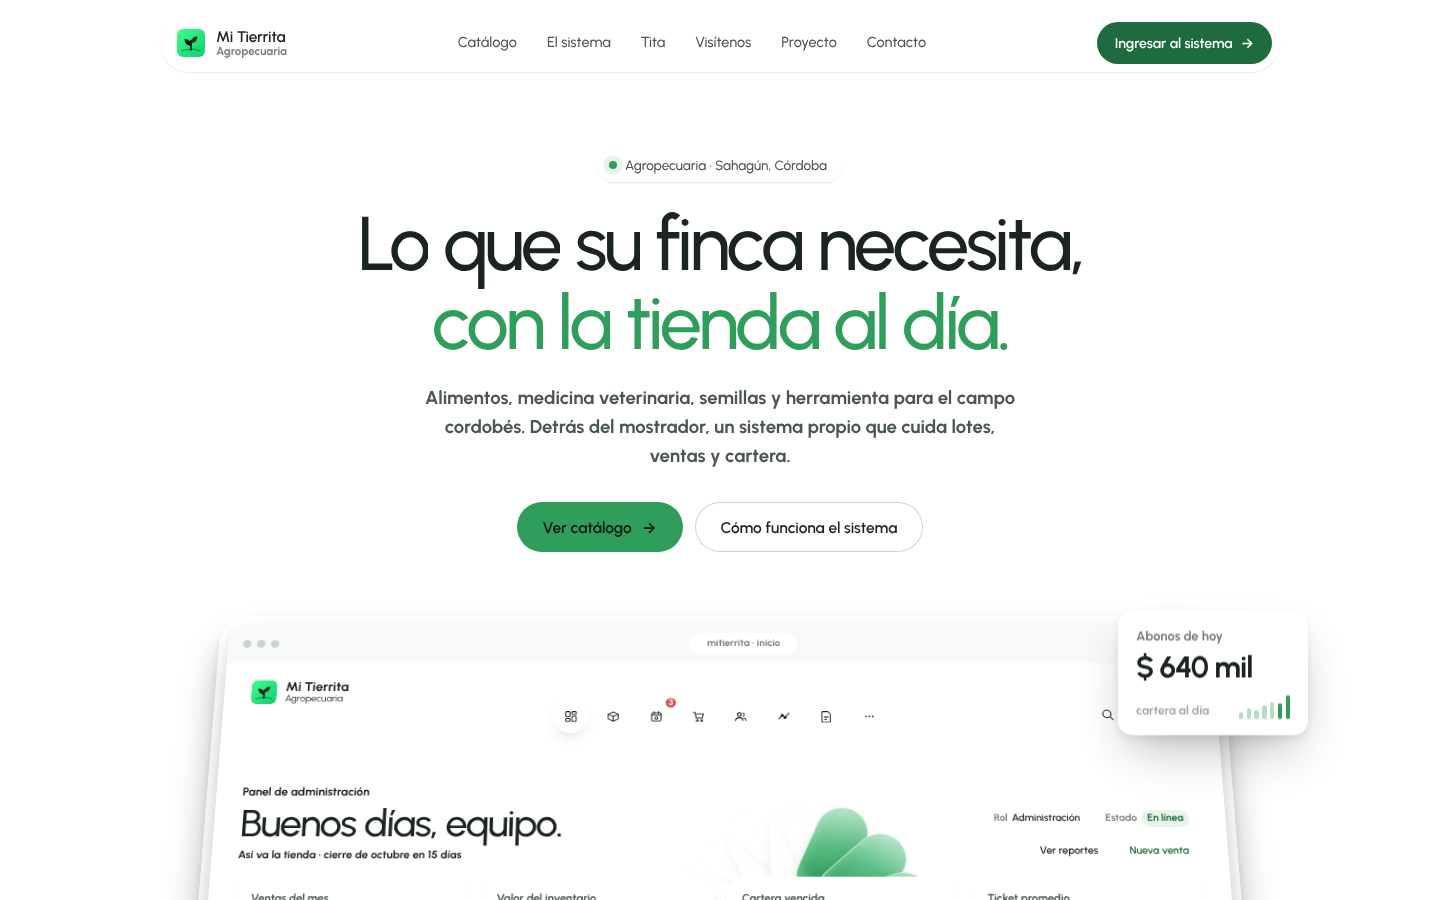 Mi Tierrita
Agropecuaria
Catálogo
El sistema
Tita
Visítenos
Proyecto
Contacto
Ingresar al sistema
Agropecuaria · Sahagún, Córdoba
Lo que su finca necesita,
con la tienda al día.
Alimentos, medicina veterinaria, semillas y herramienta para el campo
cordobés. Detrás del mostrador, un sistema propio que cuida lotes,
ventas y cartera.
Ver catálogo
Cómo funciona el sistema
Abonos de hoy
$ 640 mil
cartera al día
mitierrita · inicio
Mi Tierrita
Agropecuaria
3
Panel de administración
Buenos días, equipo.
Así va la tienda · cierre de octubre en 15 días
Rol Administración
Estado En línea
Ver reportes
Nueva venta
Ventas del mes
Valor del inventario
Cartera vencida
Ticket promedio